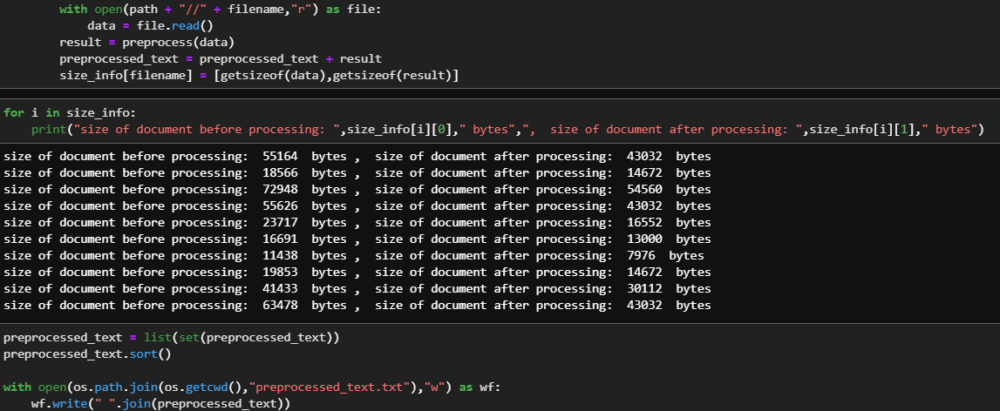 with open(path + "//" + filename,"r") as file:
data = file.read()
result = preprocess(data)
preprocessed_text = preprocessed_text + result
size_info[filename] = [getsizeof(data),getsizeof(result)]
for i in size_info:
print("size of document before processing: ",size_info[i][0]," bytes",",  size of document after processing: ",size_info[i][1]," bytes")
size of document before processing:  55164  bytes ,  size of document after processing:  43032  bytes
size of document before processing:  18566  bytes ,  size of document after processing:  14672  bytes
size of document before processing:  72948  bytes ,  size of document after processing:  54560  bytes
size of document before processing:  55626  bytes ,  size of document after processing:  43032  bytes
size of document before processing:  23717  bytes ,  size of document after processing:  16552  bytes
size of document before processing:  16691  bytes ,  size of document after processing:  13000  bytes
size of document before processing:  11438  bytes ,  size of document after processing:  7976  bytes
size of document before processing:  19853  bytes ,  size of document after processing:  14672  bytes
size of document before processing:  41433  bytes ,  size of document after processing:  30112  bytes
size of document before processing:  63478  bytes ,  size of document after processing:  43032  bytes
preprocessed_text = list(set(preprocessed_text))
preprocessed_text.sort()
with open(os.path.join(os.getcwd(),"preprocessed_text.txt"),"w") as wf:
wf.write(" ".join(preprocessed_text))